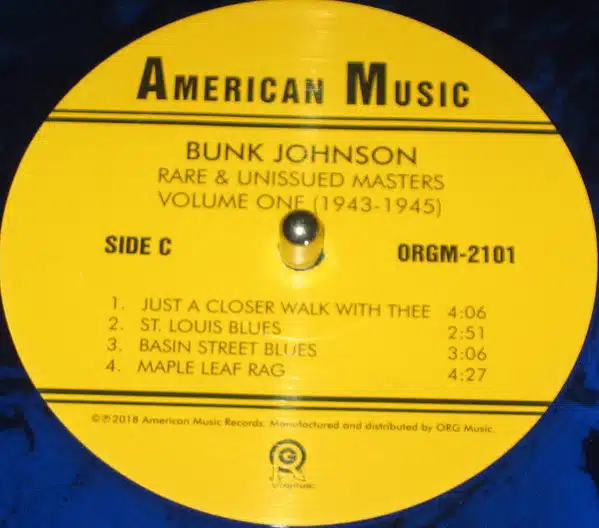 AMERICAN MUSIC
BUNK JOHNSON
RARE & UNISSUED MASTERS
VOLUME ONE (1943-1945)
SIDE C
ORGM-2101
1. JUST A CLOSER WALK WITH THEE 4:06
2. ST. LOUIS BLUES 2:51
3. BASIN STREET BLUES 3:06
4. MAPLE LEAF RAG 4:27
©℗2018 American Music Records. Manufactured and distributed by ORG Music.